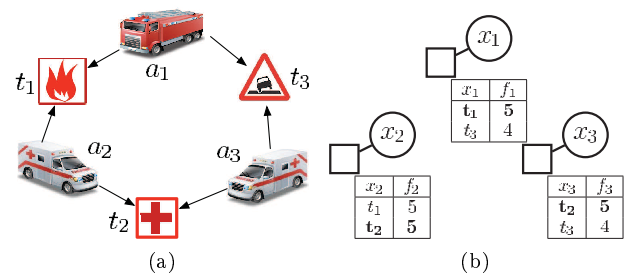 a₁
t₁
t₃
a₂
a₃
t₂
(a)
x₁
x₁ f₁
**t₁** **5**
t₃ 4
x₂
x₂ f₂
t₁ 5
**t₂** **5**
x₃
x₃ f₃
**t₂** **5**
t₃ 4
(b)